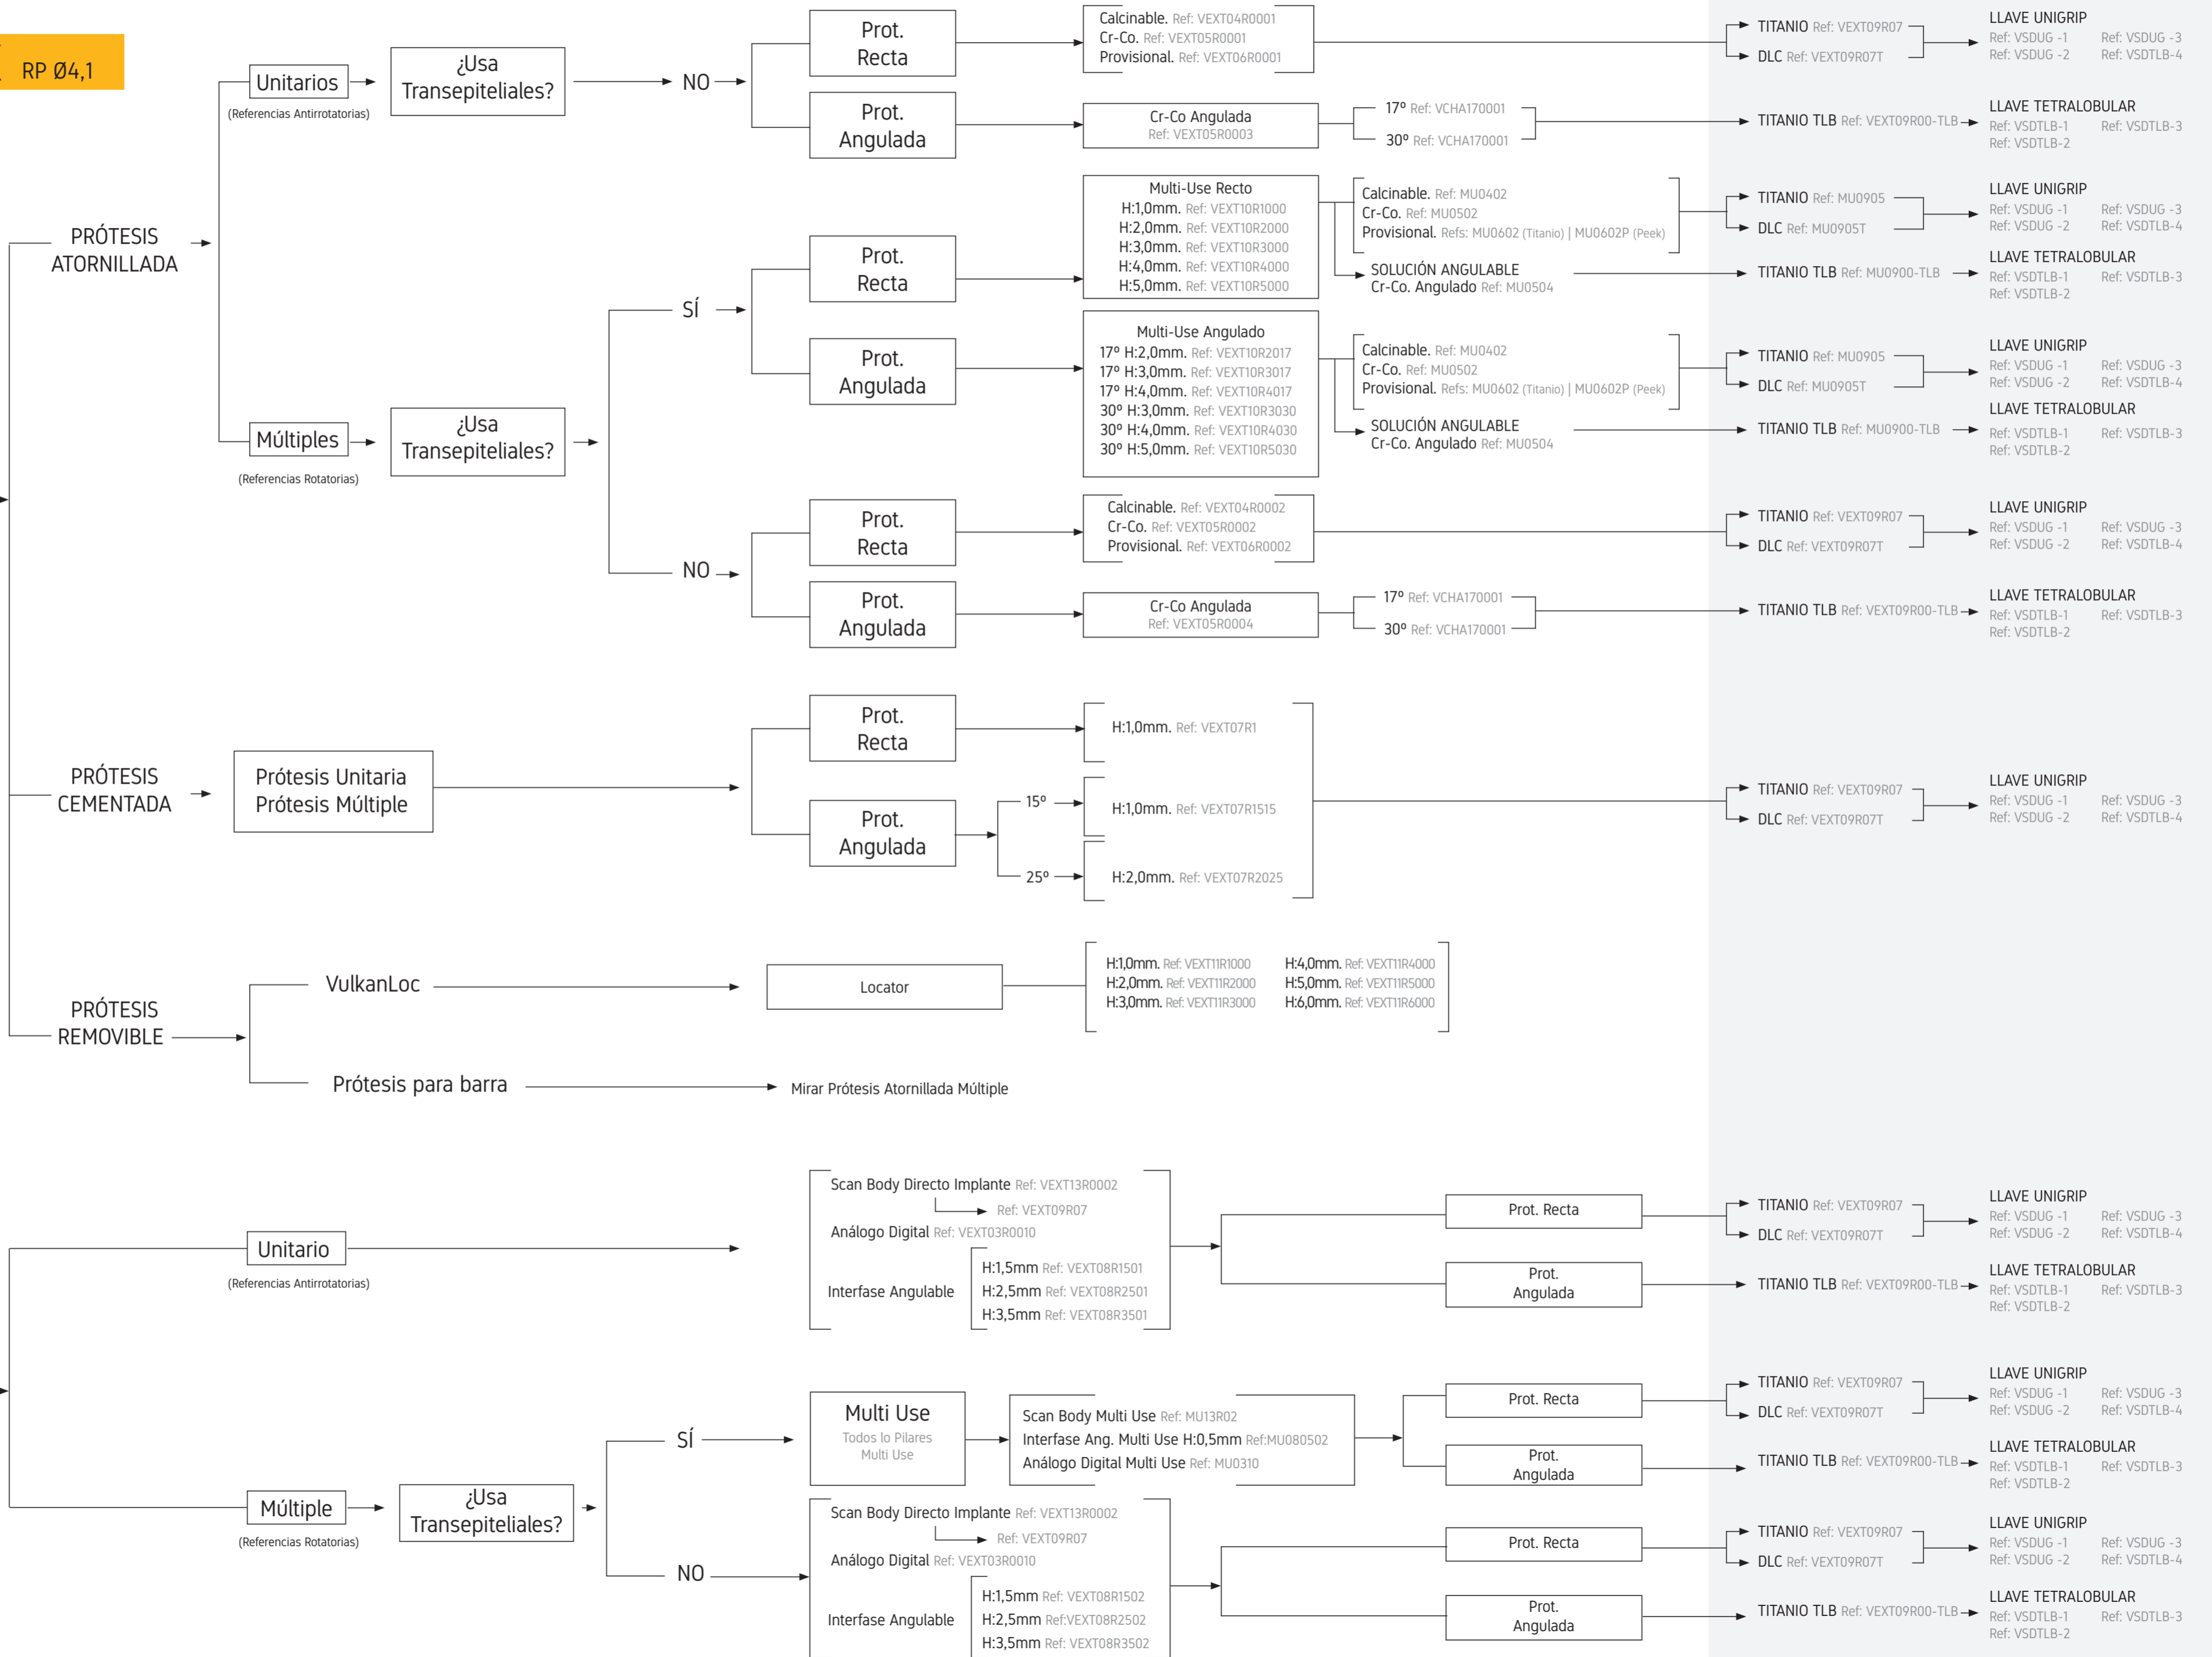 RP Ø4,1
PRÓTESIS
ATORNILLADA
Unitarios
(Referencias Antirrotatorias)
¿Usa
Transepiteliales?
NO
Prot.
Recta
Calcinable. Ref: VEXT04R0001
Cr-Co. Ref: VEXT05R0001
Provisional. Ref: VEXT06R0001
TITANIO Ref: VEXT09R07
DLC Ref: VEXT09R07T
LLAVE UNIGRIP
Ref: VSDUG -1 Ref: VSDUG -3
Ref: VSDUG -2 Ref: VSDTLB-4
Prot.
Angulada
Cr-Co Angulada
Ref: VEXT05R0003
17º Ref: VCHA170001
30º Ref: VCHA170001
TITANIO TLB Ref: VEXT09R00-TLB
LLAVE TETRALOBULAR
Ref: VSDTLB-1 Ref: VSDTLB-3
Ref: VSDTLB-2
Múltiples
(Referencias Rotatorias)
¿Usa
Transepiteliales?
SÍ
Prot.
Recta
Multi-Use Recto
H:1,0mm. Ref: VEXT10R1000
H:2,0mm. Ref: VEXT10R2000
H:3,0mm. Ref: VEXT10R3000
H:4,0mm. Ref: VEXT10R4000
H:5,0mm. Ref: VEXT10R5000
Calcinable. Ref: MU0402
Cr-Co. Ref: MU0502
Provisional. Refs: MU0602 (Titanio) | MU0602P (Peek)
TITANIO Ref: MU0905
DLC Ref: MU0905T
LLAVE UNIGRIP
Ref: VSDUG -1 Ref: VSDUG -3
Ref: VSDUG -2 Ref: VSDTLB-4
SOLUCIÓN ANGULABLE
Cr-Co. Angulado Ref: MU0504
TITANIO TLB Ref: MU0900-TLB
LLAVE TETRALOBULAR
Ref: VSDTLB-1 Ref: VSDTLB-3
Ref: VSDTLB-2
Prot.
Angulada
Multi-Use Angulado
17º H:2,0mm. Ref: VEXT10R2017
17º H:3,0mm. Ref: VEXT10R3017
17º H:4,0mm. Ref: VEXT10R4017
30º H:3,0mm. Ref: VEXT10R3030
30º H:4,0mm. Ref: VEXT10R4030
30º H:5,0mm. Ref: VEXT10R5030
Calcinable. Ref: MU0402
Cr-Co. Ref: MU0502
Provisional. Refs: MU0602 (Titanio) | MU0602P (Peek)
TITANIO Ref: MU0905
DLC Ref: MU0905T
LLAVE UNIGRIP
Ref: VSDUG -1 Ref: VSDUG -3
Ref: VSDUG -2 Ref: VSDTLB-4
SOLUCIÓN ANGULABLE
Cr-Co. Angulado Ref: MU0504
TITANIO TLB Ref: MU0900-TLB
LLAVE TETRALOBULAR
Ref: VSDTLB-1 Ref: VSDTLB-3
Ref: VSDTLB-2
NO
Prot.
Recta
Calcinable. Ref: VEXT04R0002
Cr-Co. Ref: VEXT05R0002
Provisional. Ref: VEXT06R0002
TITANIO Ref: VEXT09R07
DLC Ref: VEXT09R07T
LLAVE UNIGRIP
Ref: VSDUG -1 Ref: VSDUG -3
Ref: VSDUG -2 Ref: VSDTLB-4
Prot.
Angulada
Cr-Co Angulada
Ref: VEXT05R0004
17º Ref: VCHA170001
30º Ref: VCHA170001
TITANIO TLB Ref: VEXT09R00-TLB
LLAVE TETRALOBULAR
Ref: VSDTLB-1 Ref: VSDTLB-3
Ref: VSDTLB-2
PRÓTESIS
CEMENTADA
Prótesis Unitaria
Prótesis Múltiple
Prot.
Recta
H:1,0mm. Ref: VEXT07R1
Prot.
Angulada
15º
H:1,0mm. Ref: VEXT07R1515
25º
H:2,0mm. Ref: VEXT07R2025
TITANIO Ref: VEXT09R07
DLC Ref: VEXT09R07T
LLAVE UNIGRIP
Ref: VSDUG -1 Ref: VSDUG -3
Ref: VSDUG -2 Ref: VSDTLB-4
PRÓTESIS
REMOVIBLE
VulkanLoc
Locator
H:1,0mm. Ref: VEXT11R1000 H:4,0mm. Ref: VEXT11R4000
H:2,0mm. Ref: VEXT11R2000 H:5,0mm. Ref: VEXT11R5000
H:3,0mm. Ref: VEXT11R3000 H:6,0mm. Ref: VEXT11R6000
Prótesis para barra
Mirar Prótesis Atornillada Múltiple
Unitario
(Referencias Antirrotatorias)
Scan Body Directo Implante Ref: VEXT13R0002
Ref: VEXT09R07
Análogo Digital Ref: VEXT03R0010
Interfase Angulable
H:1,5mm Ref: VEXT08R1501
H:2,5mm Ref: VEXT08R2501
H:3,5mm Ref: VEXT08R3501
Prot. Recta
TITANIO Ref: VEXT09R07
DLC Ref: VEXT09R07T
LLAVE UNIGRIP
Ref: VSDUG -1 Ref: VSDUG -3
Ref: VSDUG -2 Ref: VSDTLB-4
Prot.
Angulada
TITANIO TLB Ref: VEXT09R00-TLB
LLAVE TETRALOBULAR
Ref: VSDTLB-1 Ref: VSDTLB-3
Ref: VSDTLB-2
Múltiple
(Referencias Rotatorias)
¿Usa
Transepiteliales?
SÍ
Multi Use
Todos lo Pilares
Multi Use
Scan Body Multi Use Ref: MU13R02
Interfase Ang. Multi Use H:0,5mm Ref:MU080502
Análogo Digital Multi Use Ref: MU0310
Prot. Recta
TITANIO Ref: VEXT09R07
DLC Ref: VEXT09R07T
LLAVE UNIGRIP
Ref: VSDUG -1 Ref: VSDUG -3
Ref: VSDUG -2 Ref: VSDTLB-4
Prot.
Angulada
TITANIO TLB Ref: VEXT09R00-TLB
LLAVE TETRALOBULAR
Ref: VSDTLB-1 Ref: VSDTLB-3
Ref: VSDTLB-2
NO
Scan Body Directo Implante Ref: VEXT13R0002
Ref: VEXT09R07
Análogo Digital Ref: VEXT03R0010
Interfase Angulable
H:1,5mm Ref: VEXT08R1502
H:2,5mm Ref:VEXT08R2502
H:3,5mm Ref: VEXT08R3502
Prot. Recta
TITANIO Ref: VEXT09R07
DLC Ref: VEXT09R07T
LLAVE UNIGRIP
Ref: VSDUG -1 Ref: VSDUG -3
Ref: VSDUG -2 Ref: VSDTLB-4
Prot.
Angulada
TITANIO TLB Ref: VEXT09R00-TLB
LLAVE TETRALOBULAR
Ref: VSDTLB-1 Ref: VSDTLB-3
Ref: VSDTLB-2